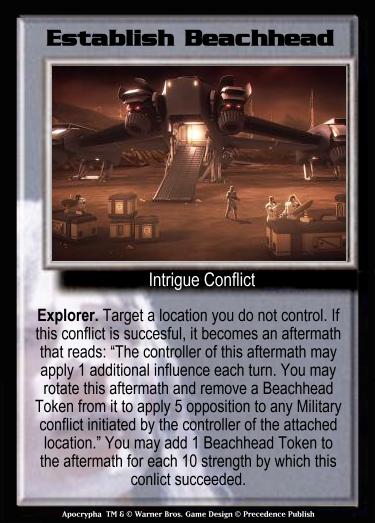 Establish Beachhead
Intrigue Conflict
Explorer. Target a location you do not control. If
this conflict is succesful, it becomes an aftermath
that reads: “The controller of this aftermath may
apply 1 additional influence each turn. You may
rotate this aftermath and remove a Beachhead
Token from it to apply 5 opposition to any Military
conflict initiated by the controller of the attached
location.” You may add 1 Beachhead Token to
the aftermath for each 10 strength by which this
conlict succeeded.
Apocrypha TM & © Warner Bros. Game Design © Precedence Publish